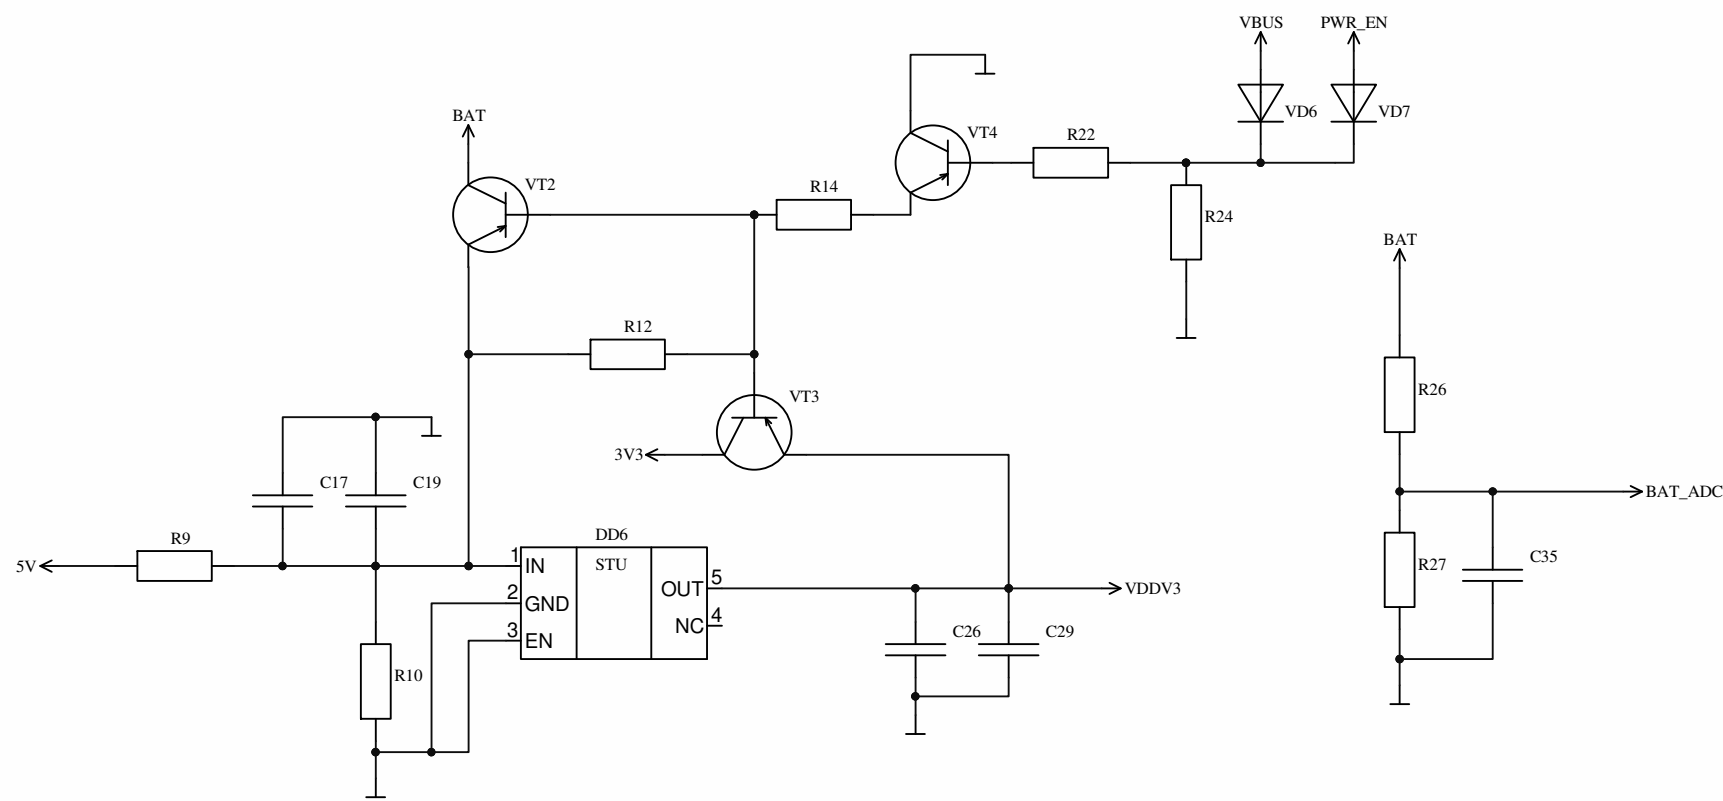 VBUS
PWR_EN
VD6
VD7
BAT
VT4
R22
VT2
R14
R24
BAT
R12
R26
VT3
3V3
C17
C19
BAT_ADC
R9
DD6
5V
1
IN
STU
C35
R27
2
GND
OUT
5
VDDV3
3
EN
NC
4
C26
C29
R10